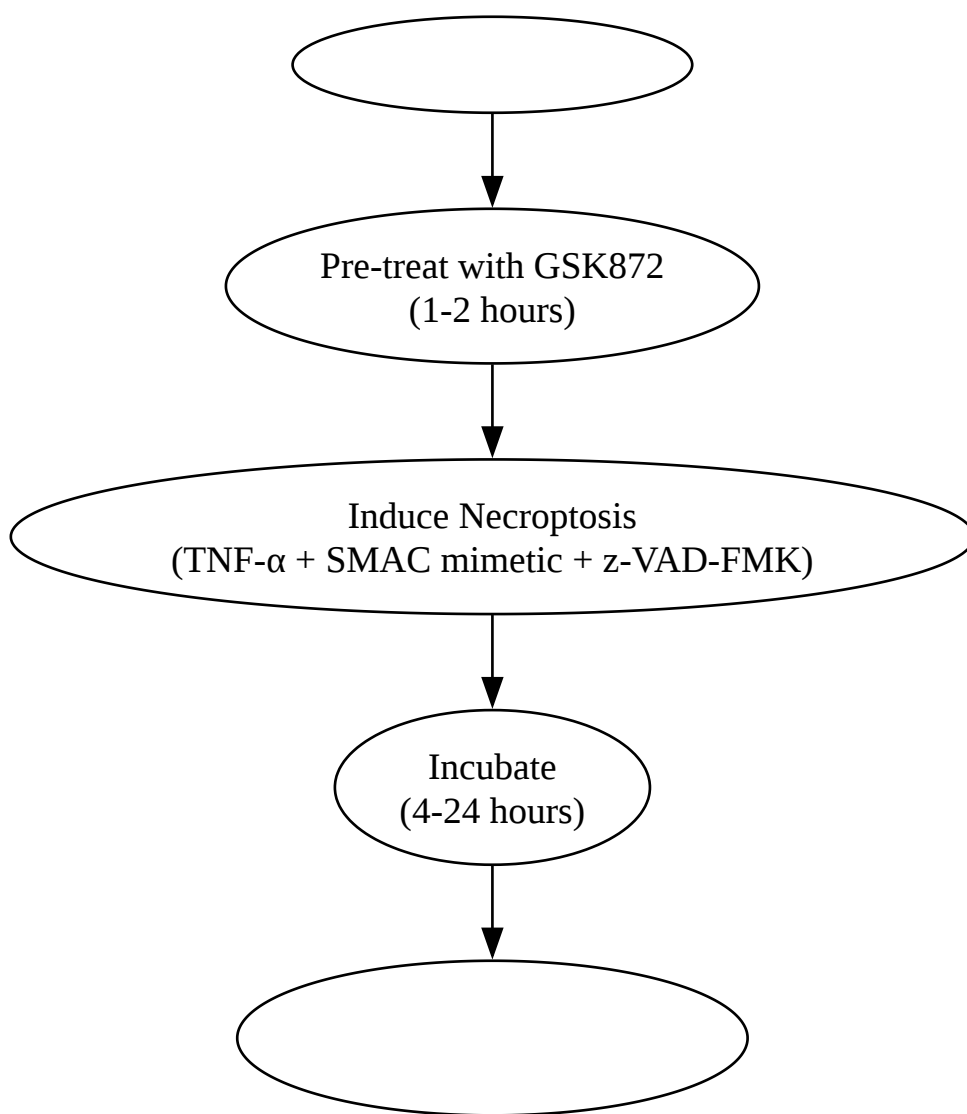 Pre-treat with GSK872
(1-2 hours)
Induce Necroptosis
(TNF-α + SMAC mimetic + z-VAD-FMK)
Incubate
(4-24 hours)